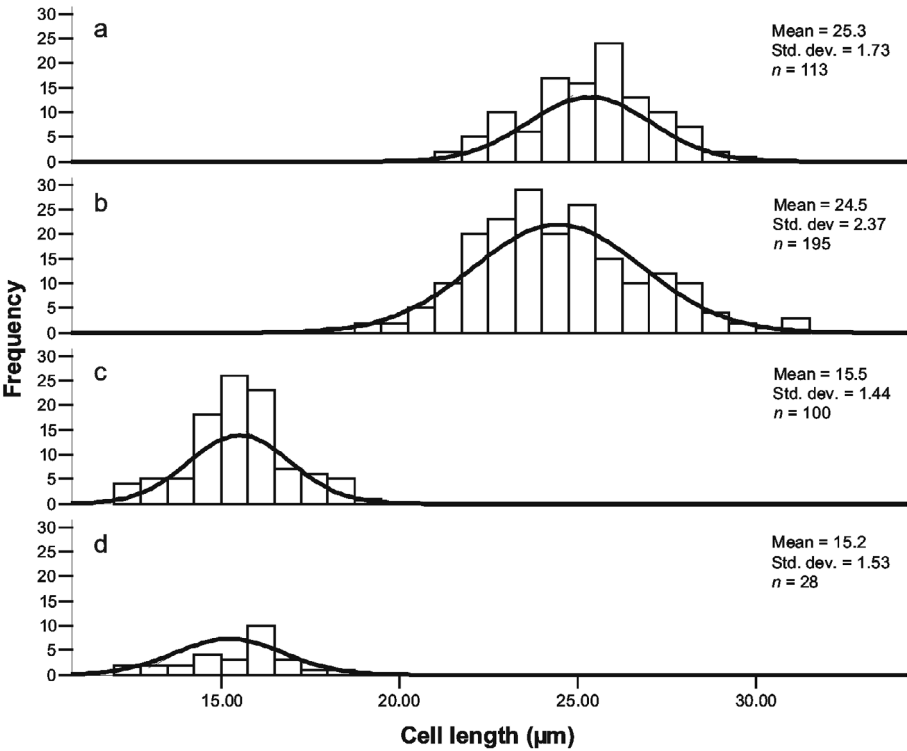 a
30
25
20
15
10
5
0
Mean = 25.3
Std. dev. = 1.73
n = 113
b
30
25
20
15
10
5
0
Mean = 24.5
Std. dev = 2.37
n = 195
Frequency
c
30
25
20
15
10
5
0
Mean = 15.5
Std. dev. = 1.44
n = 100
d
30
25
20
15
10
5
0
Mean = 15.2
Std. dev. = 1.53
n = 28
15.00 20.00 25.00 30.00
Cell length (µm)